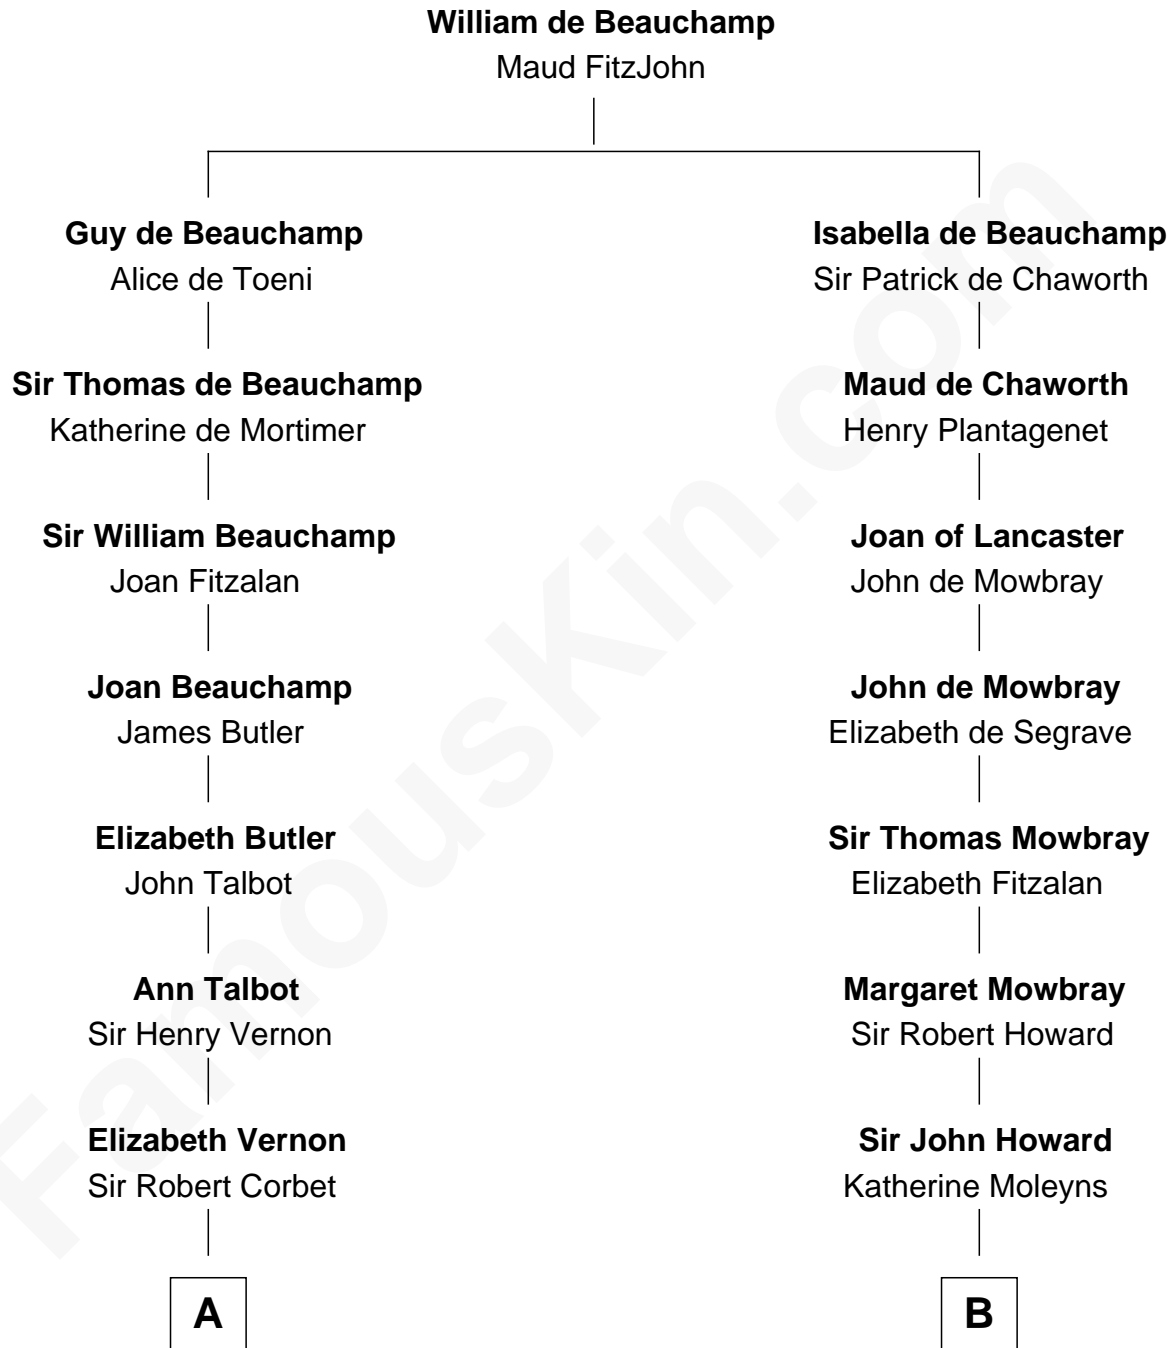 William de Beauchamp
Maud FitzJohn
Guy de Beauchamp
Alice de Toeni
Isabella de Beauchamp
Sir Patrick de Chaworth
Sir Thomas de Beauchamp
Katherine de Mortimer
Maud de Chaworth
Henry Plantagenet
Sir William Beauchamp
Joan Fitzalan
Joan of Lancaster
John de Mowbray
Joan Beauchamp
James Butler
John de Mowbray
Elizabeth de Segrave
Elizabeth Butler
John Talbot
Sir Thomas Mowbray
Elizabeth Fitzalan
Ann Talbot
Sir Henry Vernon
Margaret Mowbray
Sir Robert Howard
Elizabeth Vernon
Sir Robert Corbet
Sir John Howard
Katherine Moleyns
A
B
FamousKin.com